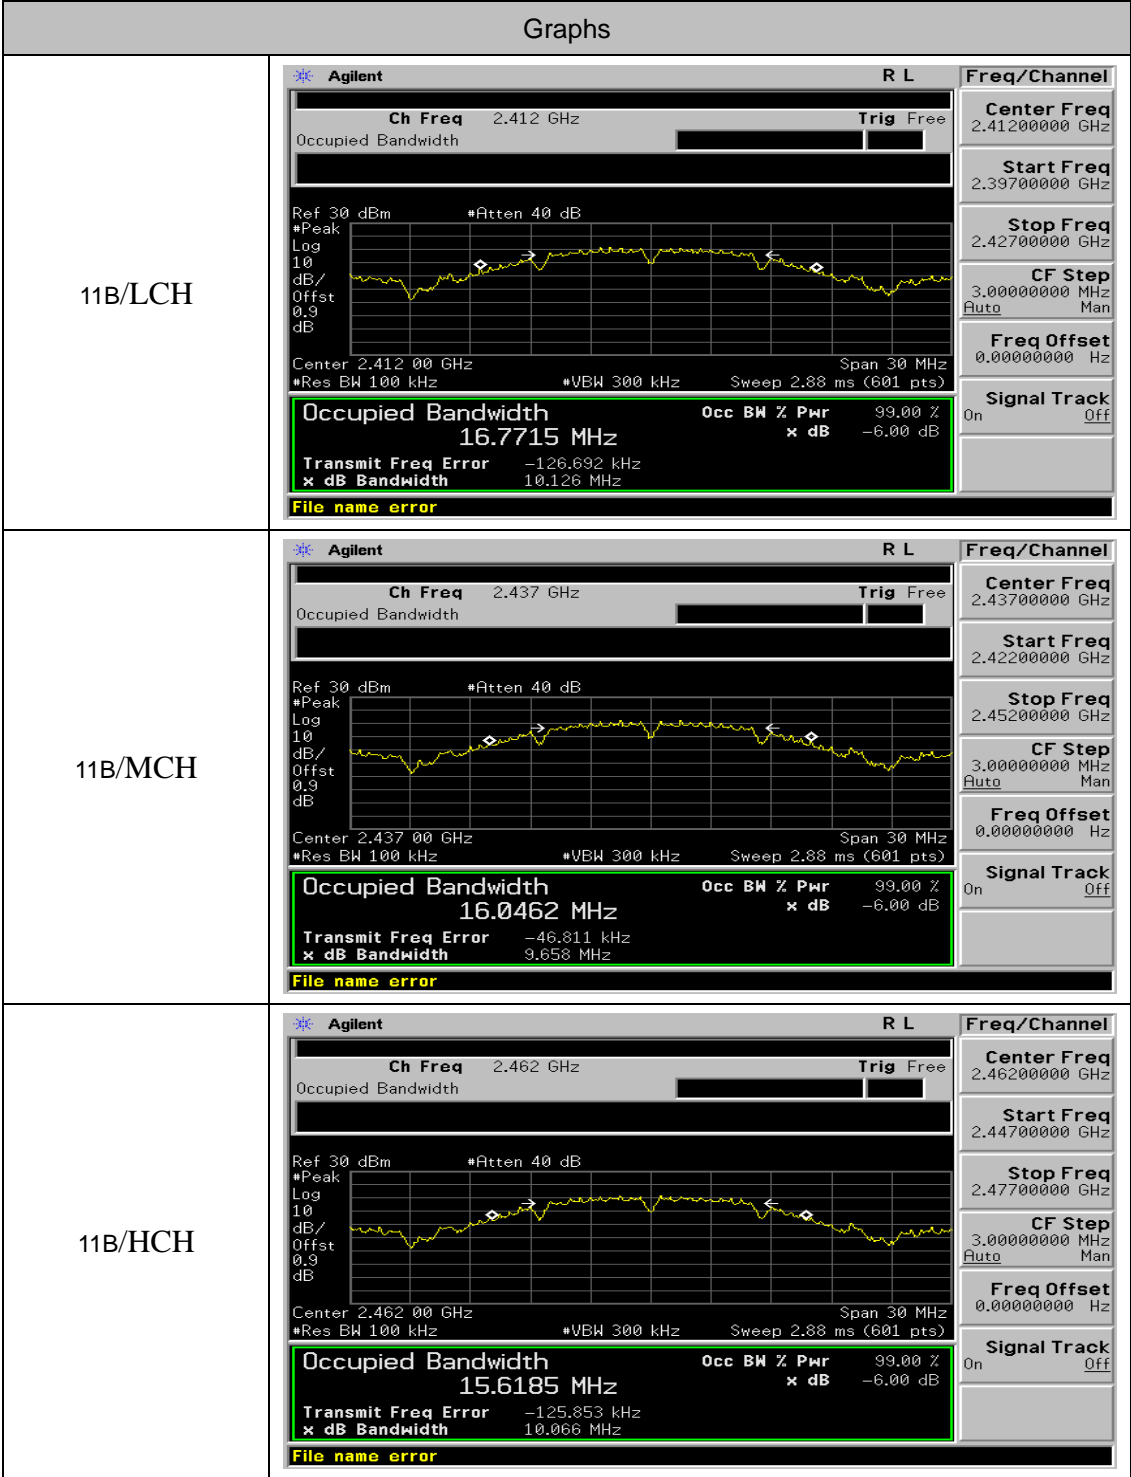 Graphs
11B/LCH
Agilent R L Freq/Channel
Ch Freq 2.412 GHz Trig Free
Occupied Bandwidth
Center Freq
2.41200000 GHz
Start Freq
2.39700000 GHz
Stop Freq
2.42700000 GHz
CF Step
3.00000000 MHz
Auto Man
Freq Offset
0.00000000 Hz
Signal Track
On Off
Ref 30 dBm #Atten 40 dB
#Peak
Log
10
dB/
Offst
0.9
dB
Center 2.412 00 GHz Span 30 MHz
#Res BW 100 kHz #VBW 300 kHz Sweep 2.88 ms (601 pts)
Occupied Bandwidth Occ BW % Pwr 99.00 %
16.7715 MHz x dB -6.00 dB
Transmit Freq Error -126.692 kHz
x dB Bandwidth 10.126 MHz
File name error
11B/MCH
Agilent R L Freq/Channel
Ch Freq 2.437 GHz Trig Free
Occupied Bandwidth
Center Freq
2.43700000 GHz
Start Freq
2.42200000 GHz
Stop Freq
2.45200000 GHz
CF Step
3.00000000 MHz
Auto Man
Freq Offset
0.00000000 Hz
Signal Track
On Off
Ref 30 dBm #Atten 40 dB
#Peak
Log
10
dB/
Offst
0.9
dB
Center 2.437 00 GHz Span 30 MHz
#Res BW 100 kHz #VBW 300 kHz Sweep 2.88 ms (601 pts)
Occupied Bandwidth Occ BW % Pwr 99.00 %
16.0462 MHz x dB -6.00 dB
Transmit Freq Error -46.811 kHz
x dB Bandwidth 9.658 MHz
File name error
11B/HCH
Agilent R L Freq/Channel
Ch Freq 2.462 GHz Trig Free
Occupied Bandwidth
Center Freq
2.46200000 GHz
Start Freq
2.44700000 GHz
Stop Freq
2.47700000 GHz
CF Step
3.00000000 MHz
Auto Man
Freq Offset
0.00000000 Hz
Signal Track
On Off
Ref 30 dBm #Atten 40 dB
#Peak
Log
10
dB/
Offst
0.9
dB
Center 2.462 00 GHz Span 30 MHz
#Res BW 100 kHz #VBW 300 kHz Sweep 2.88 ms (601 pts)
Occupied Bandwidth Occ BW % Pwr 99.00 %
15.6185 MHz x dB -6.00 dB
Transmit Freq Error -125.853 kHz
x dB Bandwidth 10.066 MHz
File name error